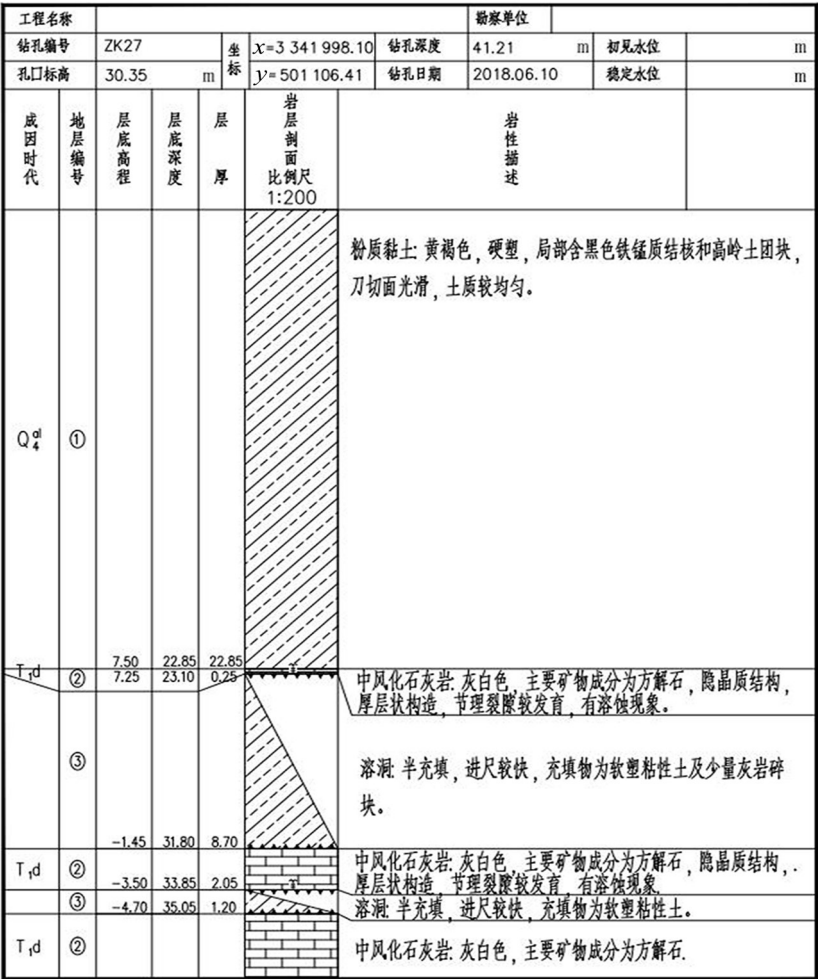 工程名称 勘察单位
钻孔编号 ZK27 坐标 x=3 341 998.10 钻孔深度 41.21 m 初见水位 m
孔口标高 30.35 m y=501 106.41 钻孔日期 2018.06.10 稳定水位 m
成因时代 地层编号 层底高程 层底深度 层厚 岩层剖面 比例尺 1:200 岩性描述
粉质黏土: 黄褐色，硬塑，局部含黑色铁锰质结核和高岭土团块，
刀切面光滑，土质较均匀。
Q₄ᵃˡ ①
7.50 22.85 22.85
T₁d ② 7.25 23.10 0.25
中风化石灰岩: 灰白色，主要矿物成分为方解石，隐晶质结构，
厚层状构造，节理裂隙较发育，有溶蚀现象。
③
溶洞: 半充填，进尺较快，充填物为软塑粘性土及少量灰岩碎
块。
-1.45 31.80 8.70
T₁d ②
中风化石灰岩: 灰白色，主要矿物成分为方解石，隐晶质结构，.
厚层状构造，节理裂隙较发育，有溶蚀现象.
-3.50 33.85 2.05
③
溶洞: 半充填，进尺较快，充填物为软塑粘性土。
-4.70 35.05 1.20
T₁d ②
中风化石灰岩: 灰白色，主要矿物成分为方解石.